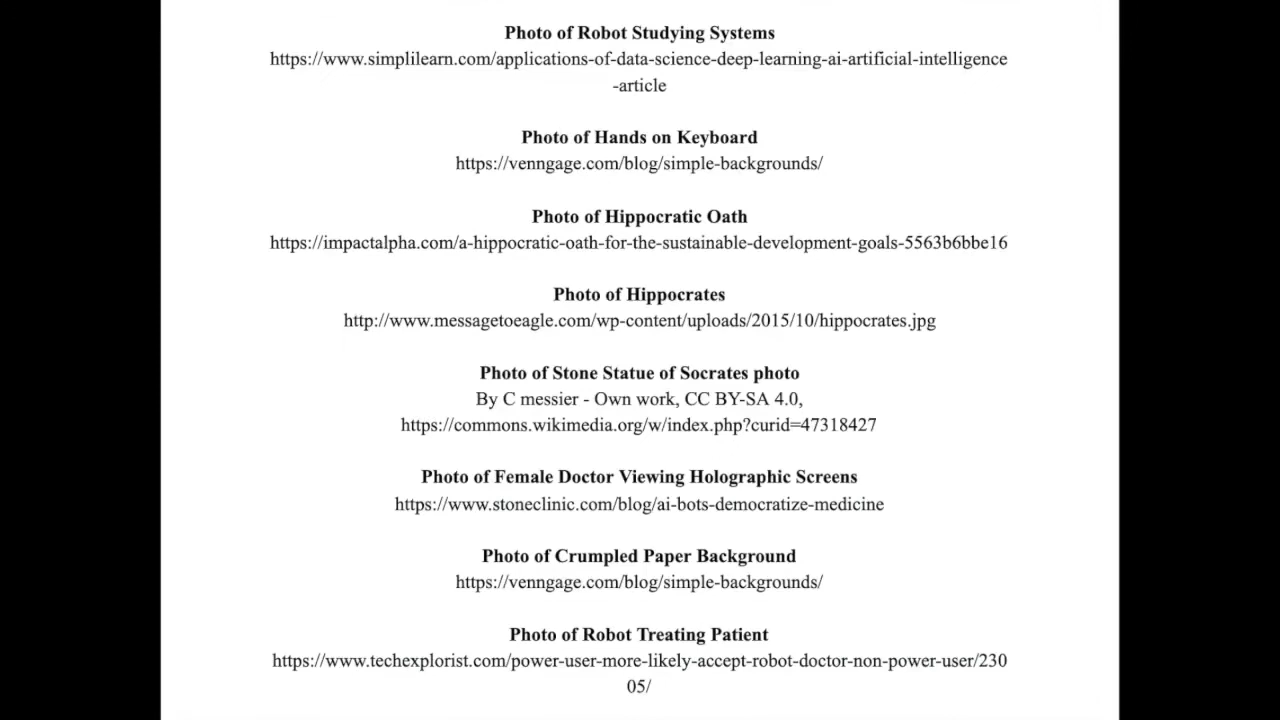 Photo of Robot Studying Systems
https://www.simplilearn.com/applications-of-data-science-deep-learning-ai-artificial-intelligence
-article
Photo of Hands on Keyboard
https://venngage.com/blog/simple-backgrounds/
Photo of Hippocratic Oath
https://impactalpha.com/a-hippocratic-oath-for-the-sustainable-development-goals-5563b6bbe16
Photo of Hippocrates
http://www.messagetoeagle.com/wp-content/uploads/2015/10/hippocrates.jpg
Photo of Stone Statue of Socrates photo
By C messier - Own work, CC BY-SA 4.0,
https://commons.wikimedia.org/w/index.php?curid=47318427
Photo of Female Doctor Viewing Holographic Screens
https://www.stoneclinic.com/blog/ai-bots-democratize-medicine
Photo of Crumpled Paper Background
https://venngage.com/blog/simple-backgrounds/
Photo of Robot Treating Patient
https://www.techexplorist.com/power-user-more-likely-accept-robot-doctor-non-power-user/230
05/